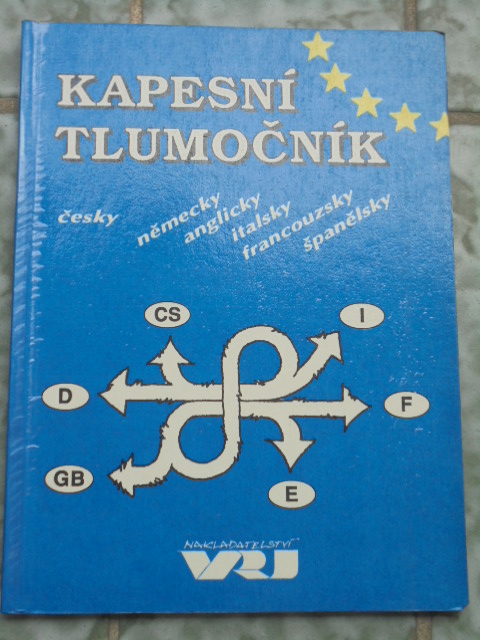 KAPESNÍ
TLUMOČNÍK
česky
německy
anglicky
italsky
francouzsky
španělsky
CS
I
D
F
GB
E
NAKLADATELSTVÍ
VRJ